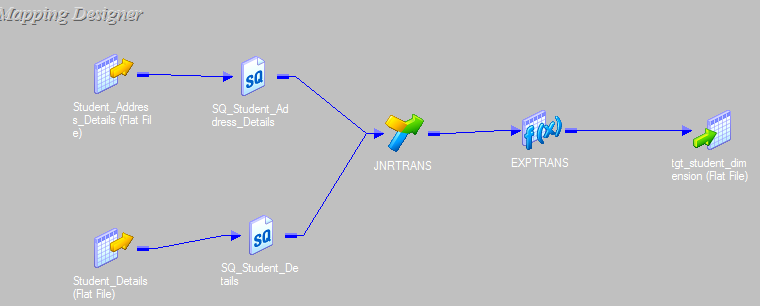 Mapping Designer
Student_Addres
s_Details (Flat Fil
e)
SQ
SQ_Student_Ad
dress_Details
JNRTRANS
f(x)
EXPTRANS
tgt_student_dim
ension (Flat File)
Student_Details
(Flat File)
SQ
SQ_Student_De
tails